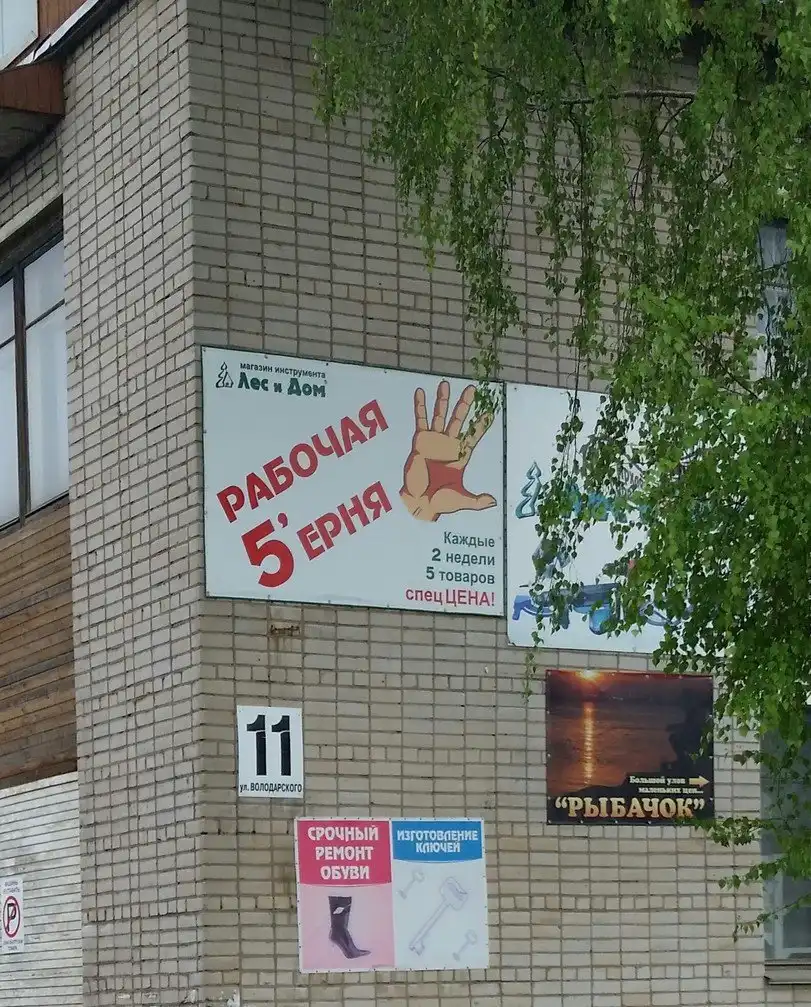 магазин инструмента
Лес и Дом
РАБОЧАЯ
5'ЕРНЯ
Каждые
2 недели
5 товаров
спец ЦЕНА!
11
ул. ВОЛОДАРСКОГО
Большой улов
маленьких цен...
"РЫБАЧОК"
СРОЧНЫЙ
РЕМОНТ
ОБУВИ
ИЗГОТОВЛЕНИЕ
КЛЮЧЕЙ